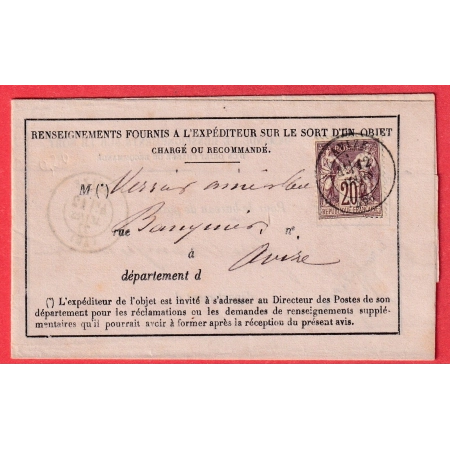 RENSEIGNEMENTS FOURNIS A L'EXPÉDITEUR SUR LE SORT D'UN OBJET
CHARGÉ OU RECOMMANDÉ.
M (*)
20
rue Banquier n°
à Avize
département d
(*) L'expéditeur de l'objet est invité à s'adresser au Directeur des Postes de son
département pour les réclamations ou les demandes de renseignements supplé-
mentaires qu'il pourrait avoir à former après la réception du présent avis.